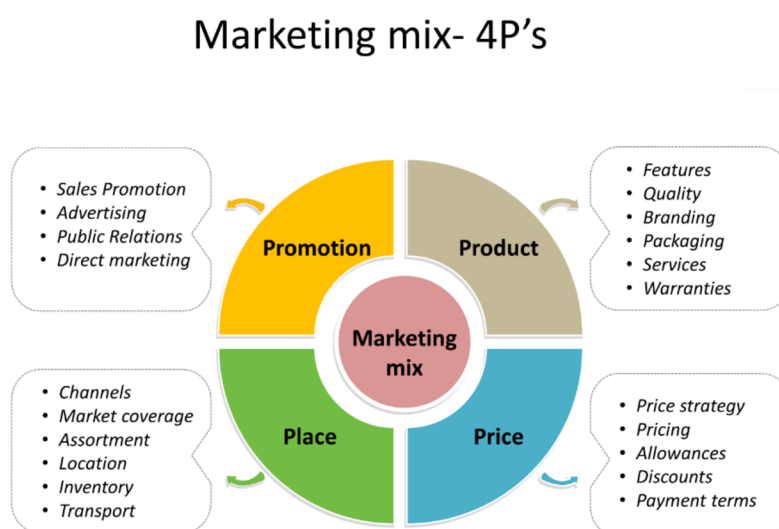 Marketing mix- 4P's
• Sales Promotion
• Advertising
• Public Relations
• Direct marketing
Promotion
Product
• Features
• Quality
• Branding
• Packaging
• Services
• Warranties
Marketing
mix
• Channels
• Market coverage
• Assortment
• Location
• Inventory
• Transport
Place
Price
• Price strategy
• Pricing
• Allowances
• Discounts
• Payment terms